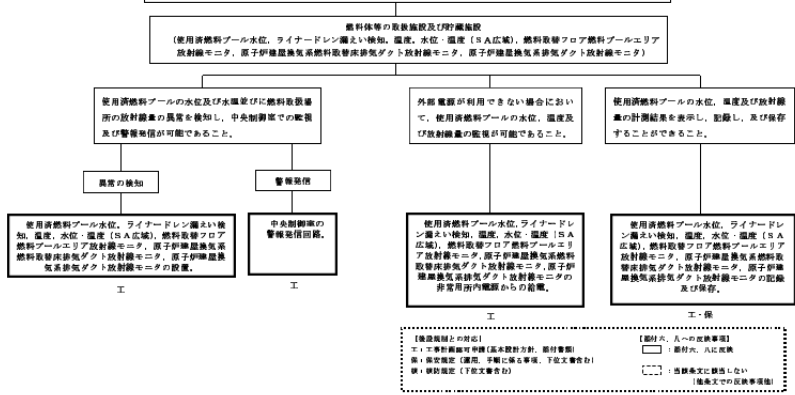 燃料体等の取扱施設及び貯蔵施設
(使用済燃料プール水位，ライナードレン漏えい検知，温度，水位・温度（ＳＡ広域），燃料取替フロア燃料プールエリア
放射線モニタ，原子炉建屋換気系燃料取替床排気ダクト放射線モニタ，原子炉建屋換気系排気ダクト放射線モニタ)
使用済燃料プールの水位及び水温並びに燃料取扱場
所の放射線量の異常を検知し，中央制御室での監視
及び警報発信が可能であること。
外部電源が利用できない場合におい
て，使用済燃料プールの水位，温度及
び放射線量の監視が可能であること。
使用済燃料プールの水位，温度及び放射線
量の計測結果を表示し，記録し，及び保存
することができること。
異常の検知
警報発信
使用済燃料プール水位，ライナードレン漏えい検
知，温度，水位・温度（ＳＡ広域），燃料取替フロア
燃料プールエリア放射線モニタ，原子炉建屋換気系
燃料取替床排気ダクト放射線モニタ，原子炉建屋換
気系排気ダクト放射線モニタの設置。
工
中央制御室の
警報発信回路。
工
使用済燃料プール水位，ライナードレ
ン漏えい検知，温度，水位・温度（ＳＡ
広域），燃料取替フロア燃料プールエリ
ア放射線モニタ，原子炉建屋換気系燃料
取替床排気ダクト放射線モニタ，原子炉
建屋換気系排気ダクト放射線モニタの
非常用所内電源からの給電。
工
使用済燃料プール水位，ライナードレ
ン漏えい検知，温度，水位・温度（ＳＡ
広域），燃料取替フロア燃料プールエリア
放射線モニタ，原子炉建屋換気系燃料取
替床排気ダクト放射線モニタ，原子炉建
屋換気系排気ダクト放射線モニタの記録
及び保存。
工・保
【後段規制との対応】
工：工事計画認可申請（基本設計方針，添付書類）
保：保安規定（運用，手順に係る事項，下位文書含む）
核：核防規定（下位文書含む）
【添付六，八への反映事項】
：添付六，八に反映
：当該条文に該当しない
（他条文での反映事項他）